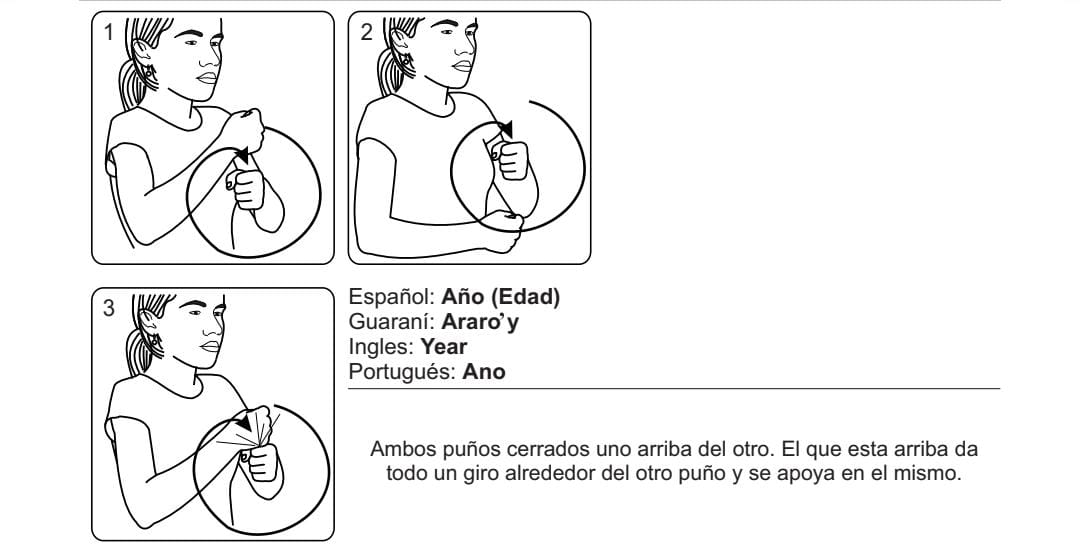 1
2
3
Español: Año (Edad)
Guaraní: Araro’y
Ingles: Year
Portugués: Ano
Ambos puños cerrados uno arriba del otro. El que esta arriba da
todo un giro alrededor del otro puño y se apoya en el mismo.